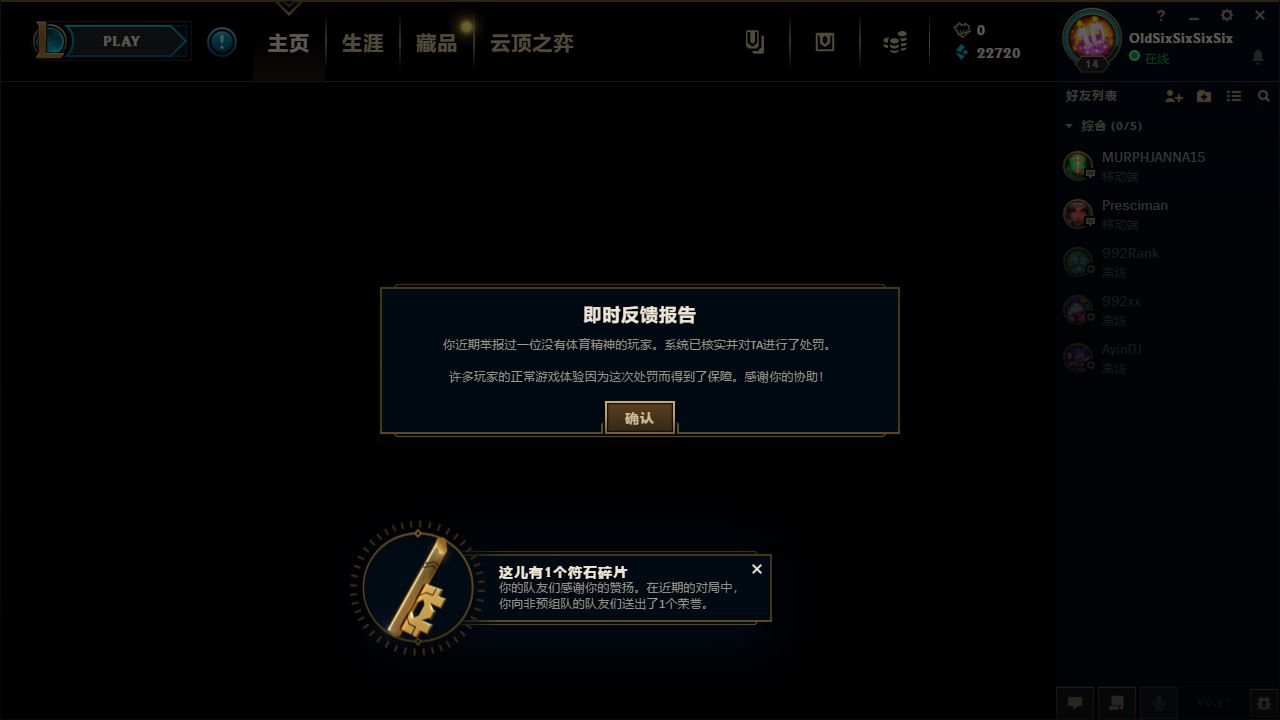 PLAY
主页
生涯
藏品
云顶之弈
0
22720
OldSixSixSixSix
14
在线
好友列表
综合 (0/5)
MURPHJANNA15
移动端
Presciman
移动端
992Rank
离线
992xx
离线
AyinDJ
离线
即时反馈报告
你近期举报过一位没有体育精神的玩家。系统已核实并对TA进行了处罚。
许多玩家的正常游戏体验因为这次处罚而得到了保障。感谢你的协助！
确认
这儿有1个符石碎片
你的队友们感谢你的赞扬。在近期的对局中，
你向非预组队的队友们送出了1个荣誉。
V9.21